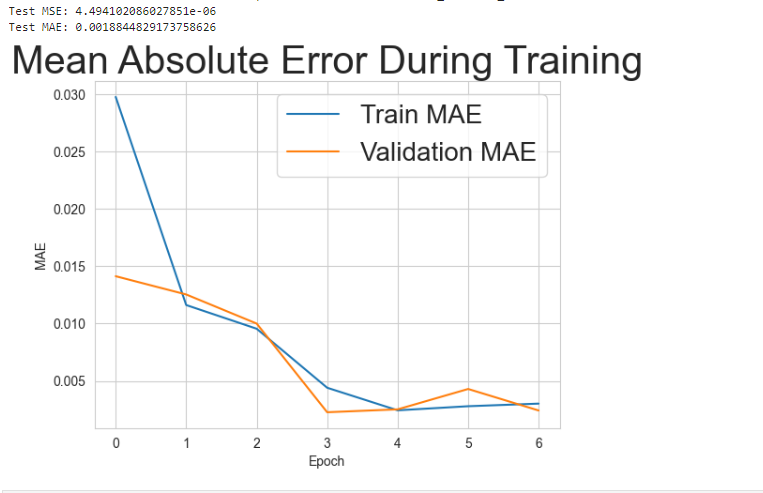 Test MSE: 4.494102086027851e-06
Test MAE: 0.0018844829173758626
Mean Absolute Error During Training
Train MAE
Validation MAE
0.030
0.025
0.020
0.015
0.010
0.005
MAE
0 1 2 3 4 5 6
Epoch